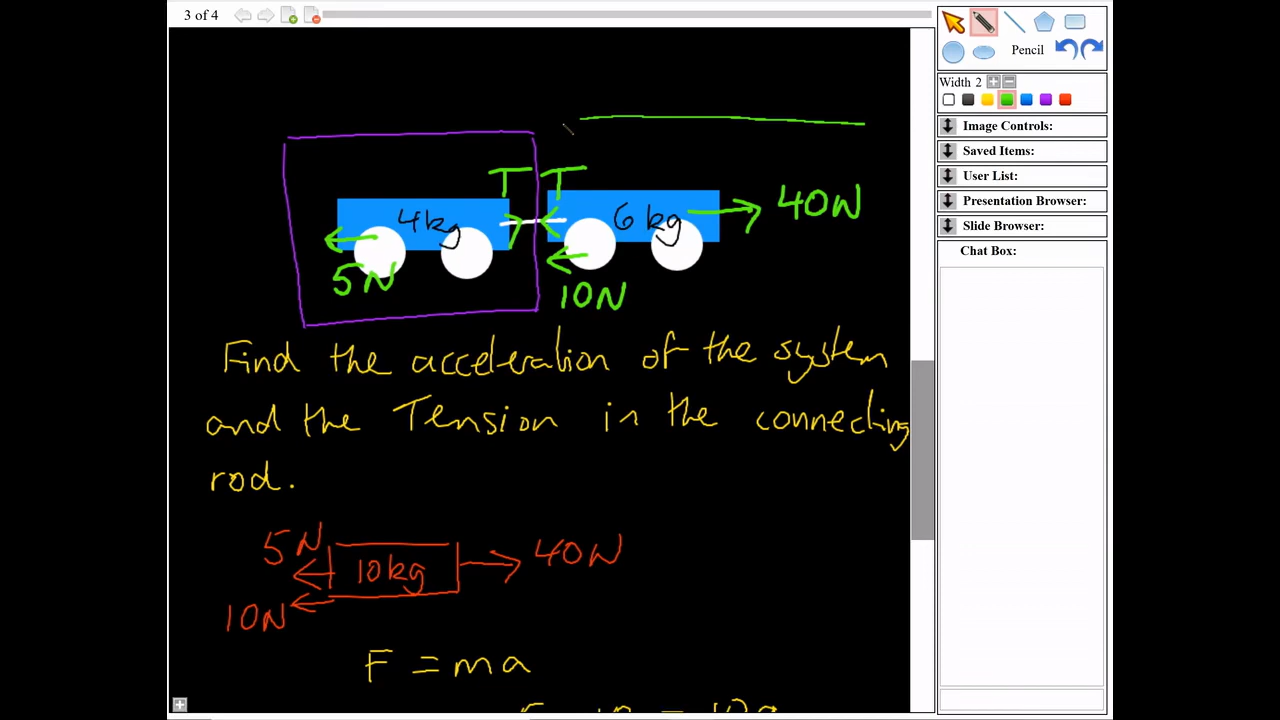 3 of 4
Pencil
Width 2
Image Controls:
Saved Items:
User List:
Presentation Browser:
Slide Browser:
Chat Box:
T T
4kg 6 kg 40N
5N 10N
Find the acceleration of the system
and the Tension in the connecting
rod.
5N
10kg 40N
10N
F = ma